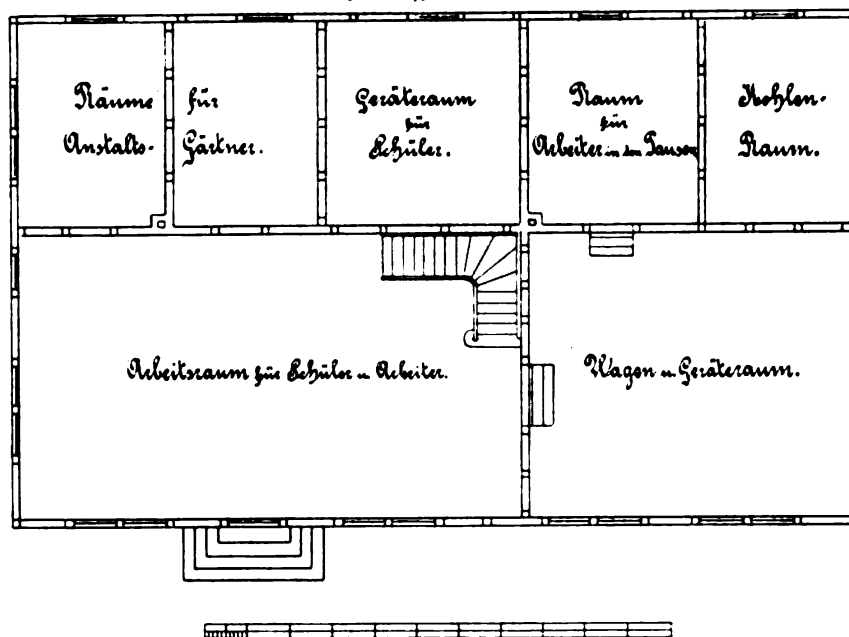 Räume für
Anstalts- Gärtner.
Geräteraum
für
Schüler.
Raum
für
Arbeiter in den Pausen
Kohlen-
Raum.
Arbeitsraum für Schüler u. Arbeiter.
Wagen u. Geräteraum.